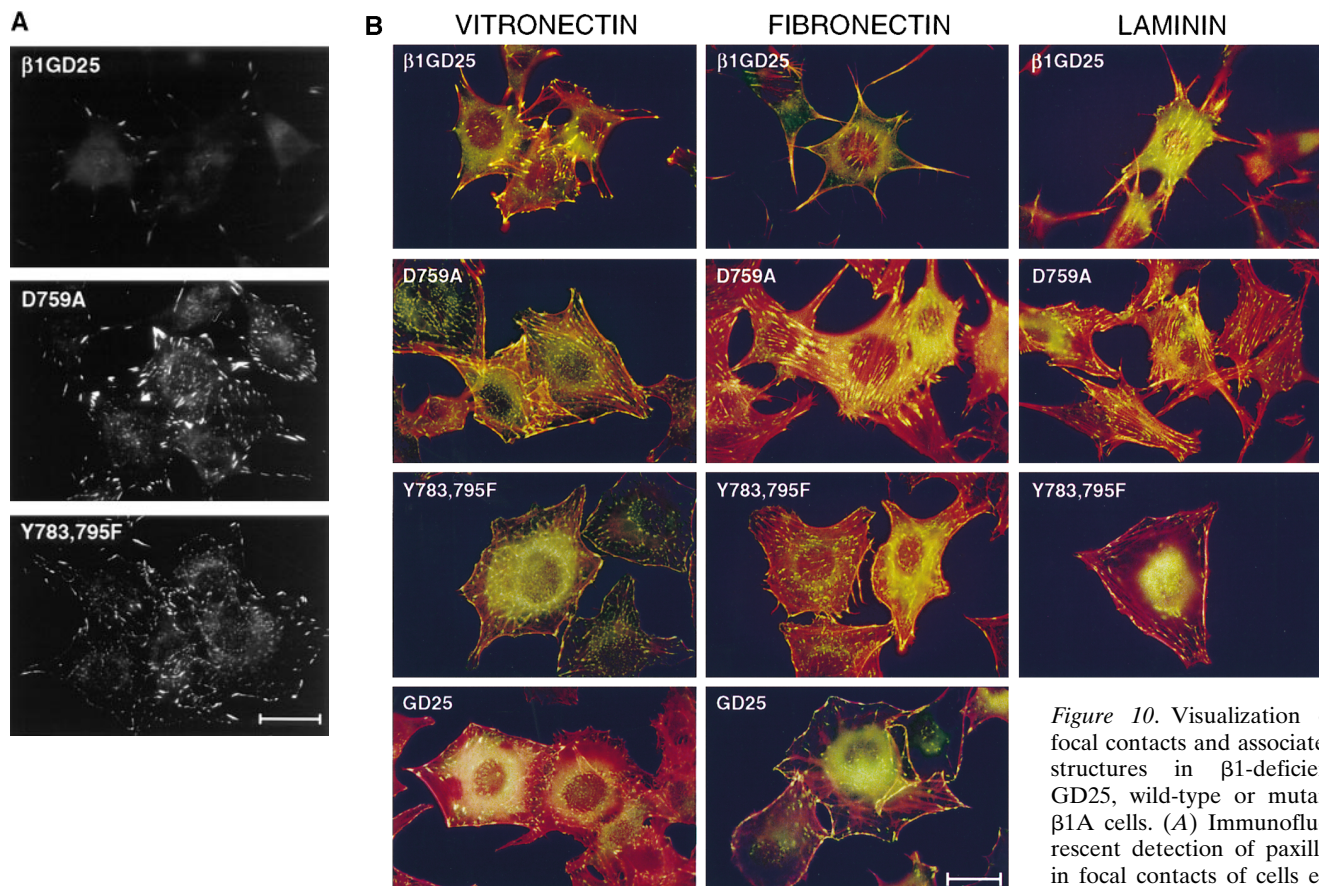 A
β1GD25
D759A
Y783,795F
B
VITRONECTIN FIBRONECTIN LAMININ
β1GD25 β1GD25 β1GD25
D759A D759A D759A
Y783,795F Y783,795F Y783,795F
GD25 GD25
Figure 10. Visualization
focal contacts and associate
structures in β1-deficie
GD25, wild-type or muta
β1A cells. (A) Immunoflu
rescent detection of paxill
in focal contacts of cells e